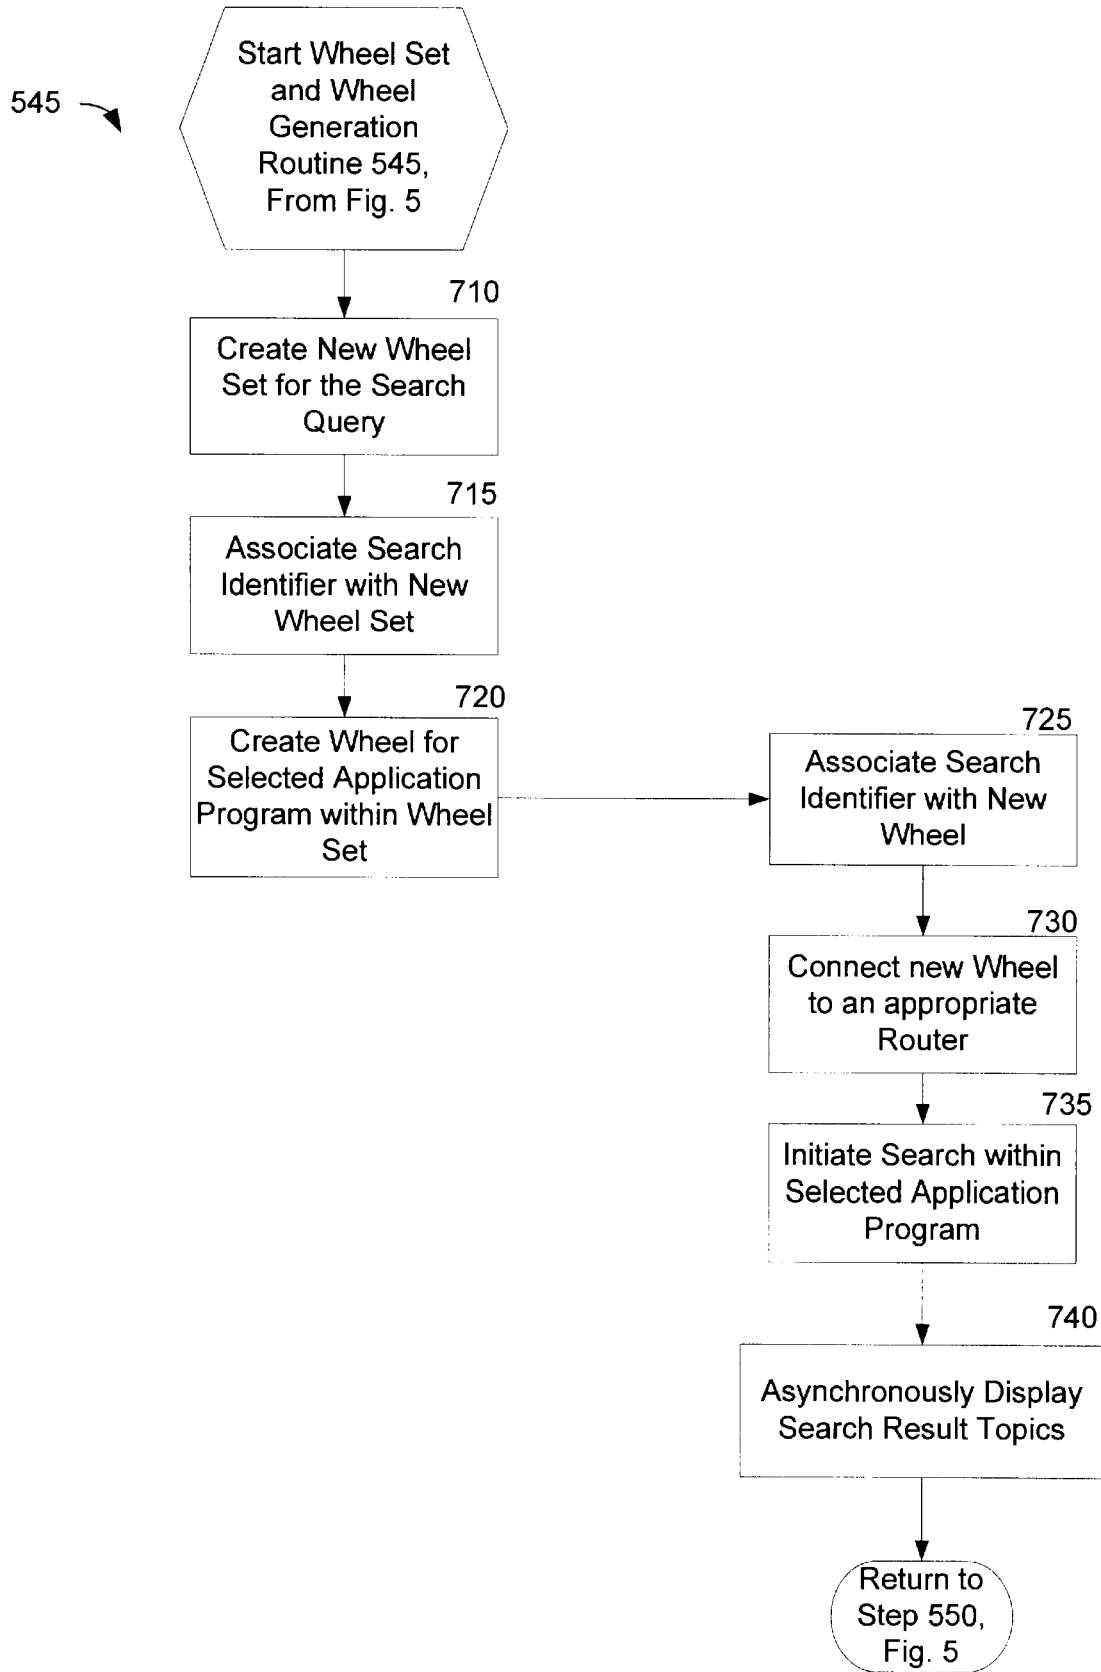 545
Start Wheel Set
and Wheel
Generation
Routine 545,
From Fig. 5
710
Create New Wheel
Set for the Search
Query
715
Associate Search
Identifier with New
Wheel Set
720
Create Wheel for
Selected Application
Program within Wheel
Set
725
Associate Search
Identifier with New
Wheel
730
Connect new Wheel
to an appropriate
Router
735
Initiate Search within
Selected Application
Program
740
Asynchronously Display
Search Result Topics
Return to
Step 550,
Fig. 5